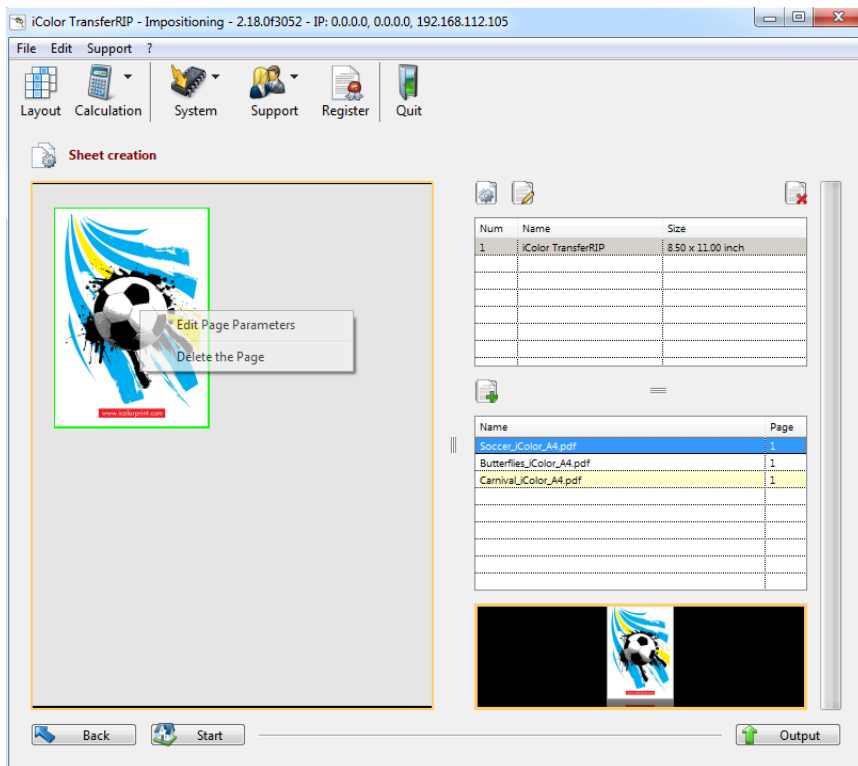 iColor TransferRIP - Impositioning - 2.18.0f3052 - IP: 0.0.0.0, 0.0.0.0, 192.168.112.105
File Edit Support ?
Layout Calculation System Support Register Quit
Sheet creation
Num Name Size
1 iColor TransferRIP 8.50 x 11.00 inch
Edit Page Parameters
Delete the Page
www.icolorprint.com
Name Page
Soccer_iColor_A4.pdf 1
Butterflies_iColor_A4.pdf 1
Carnival_iColor_A4.pdf 1
Back Start Output